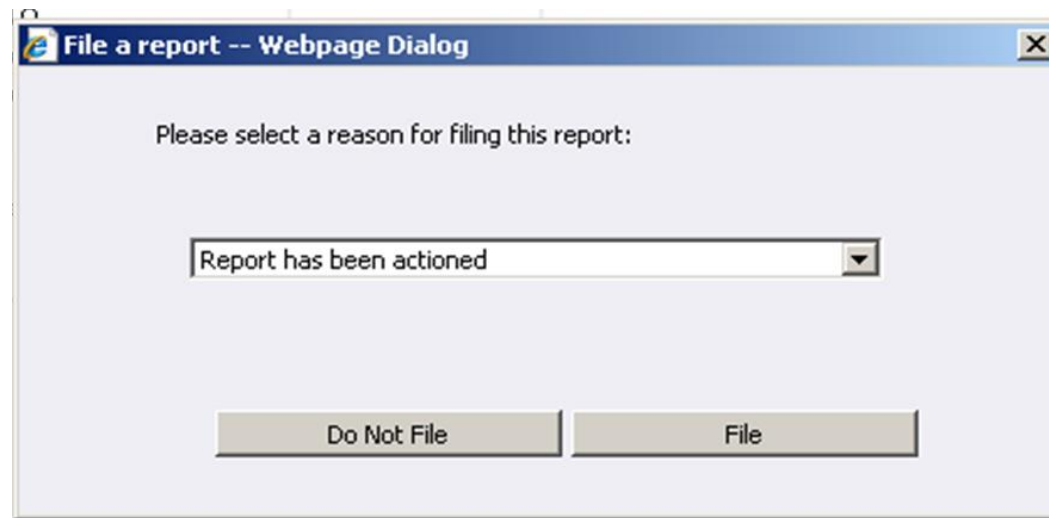 File a report -- Webpage Dialog
Please select a reason for filing this report:
Report has been actioned
Do Not File
File